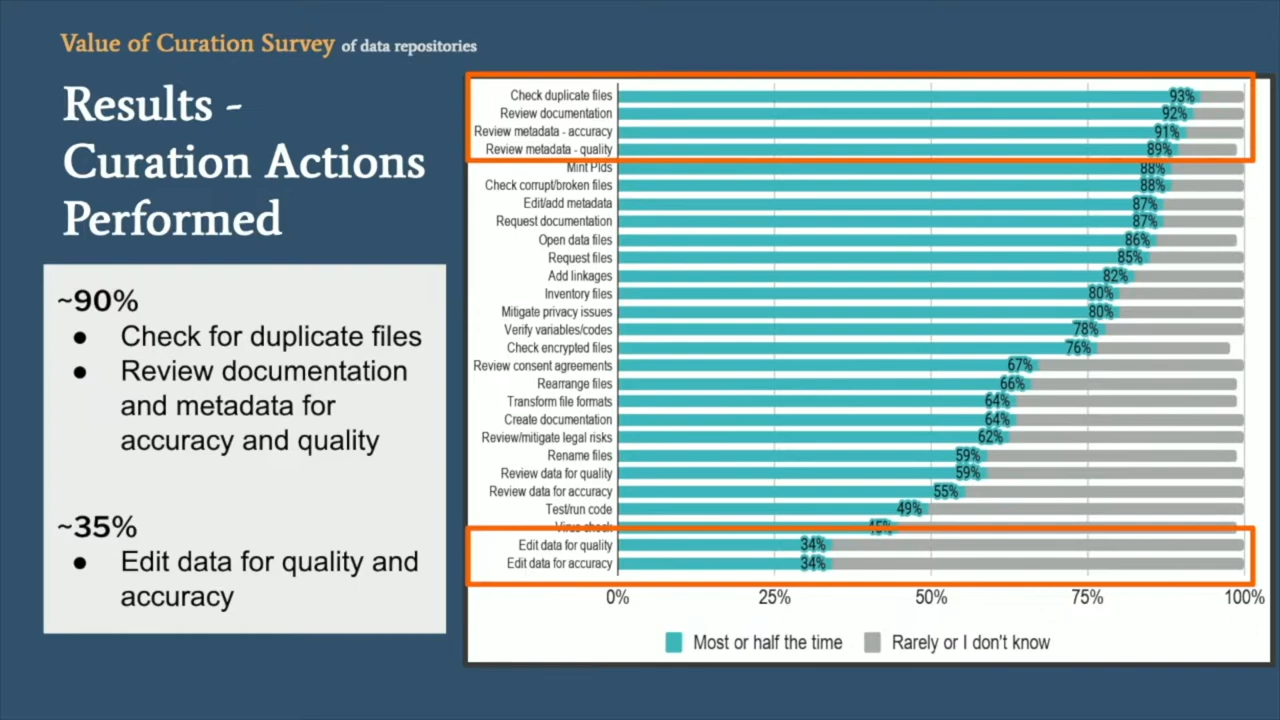 Value of Curation Survey of data repositories
Results -
Curation Actions
Performed
~90%
● Check for duplicate files
● Review documentation
and metadata for
accuracy and quality
~35%
● Edit data for quality and
accuracy
Check duplicate files 93%
Review documentation 92%
Review metadata - accuracy 91%
Review metadata - quality 89%
Mint PIds 88%
Check corrupt/broken files 88%
Edit/add metadata 87%
Request documentation 87%
Open data files 86%
Request files 85%
Add linkages 82%
Inventory files 80%
Mitigate privacy issues 80%
Verify variables/codes 78%
Check encrypted files 76%
Review consent agreements 67%
Rearrange files 66%
Transform file formats 64%
Create documentation 64%
Review/mitigate legal risks 62%
Rename files 59%
Review data for quality 59%
Review data for accuracy 55%
Test/run code 49%
Virus check 45%
Edit data for quality 34%
Edit data for accuracy 34%
0% 25% 50% 75% 100%
Most or half the time Rarely or I don't know